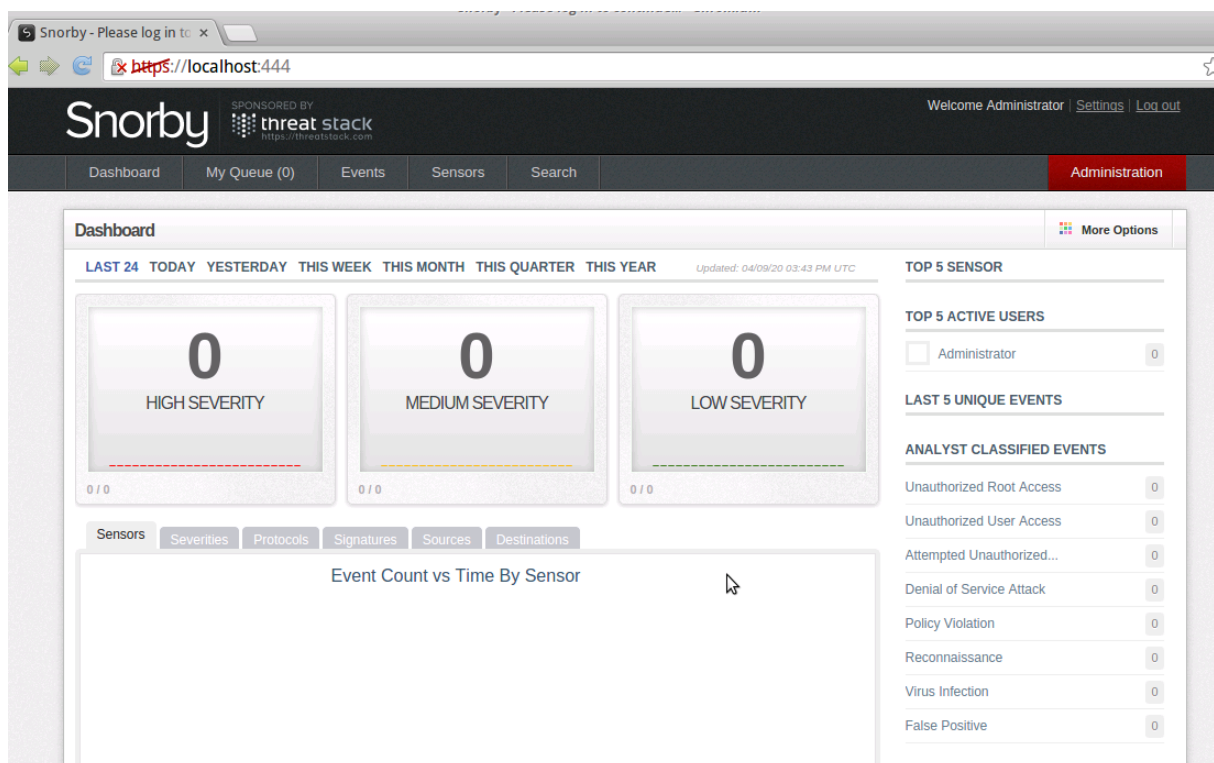 Snorby - Please log in to
https://localhost:444
Snorby
SPONSORED BY
threat stack
https://threatstack.com
Welcome Administrator | Settings | Log out
Dashboard My Queue (0) Events Sensors Search Administration
Dashboard More Options
LAST 24 TODAY YESTERDAY THIS WEEK THIS MONTH THIS QUARTER THIS YEAR Updated: 04/09/20 03:43 PM UTC
0 0 0
HIGH SEVERITY MEDIUM SEVERITY LOW SEVERITY
0 / 0 0 / 0 0 / 0
Sensors Severities Protocols Signatures Sources Destinations
Event Count vs Time By Sensor
TOP 5 SENSOR
TOP 5 ACTIVE USERS
Administrator 0
LAST 5 UNIQUE EVENTS
ANALYST CLASSIFIED EVENTS
Unauthorized Root Access 0
Unauthorized User Access 0
Attempted Unauthorized... 0
Denial of Service Attack 0
Policy Violation 0
Reconnaissance 0
Virus Infection 0
False Positive 0